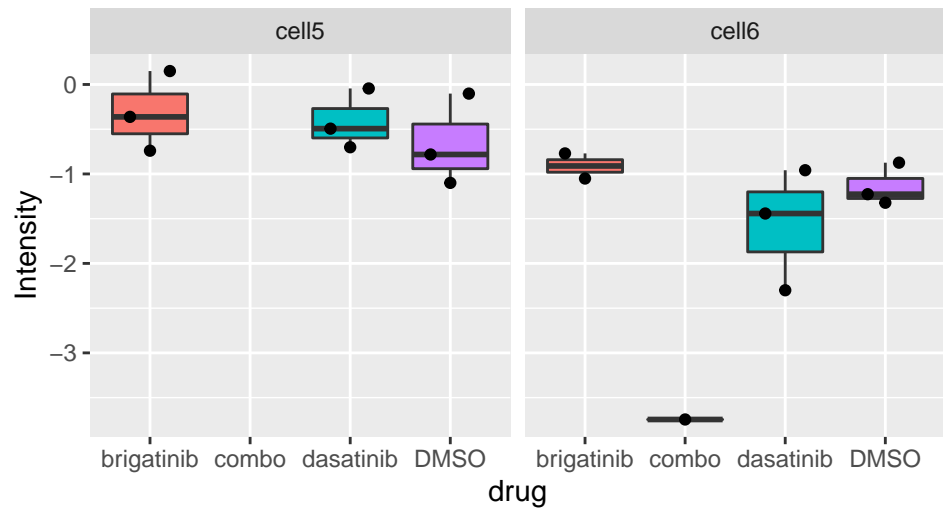 cell5 cell6
Intensity
0
−1
−2
−3
brigatinib combo dasatinib DMSO brigatinib combo dasatinib DMSO
drug